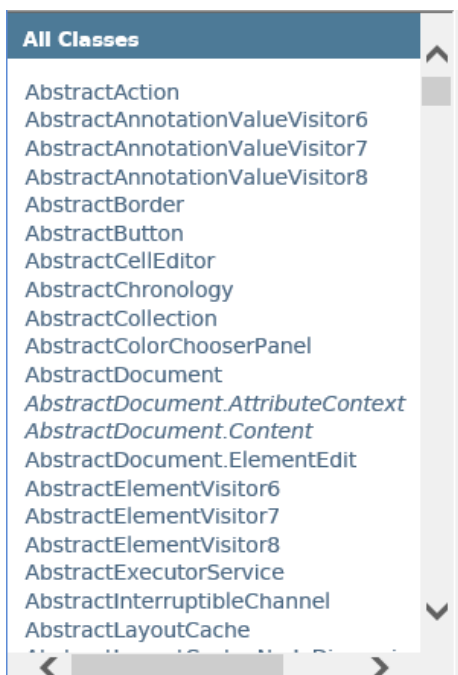 All Classes
AbstractAction
AbstractAnnotationValueVisitor6
AbstractAnnotationValueVisitor7
AbstractAnnotationValueVisitor8
AbstractBorder
AbstractButton
AbstractCellEditor
AbstractChronology
AbstractCollection
AbstractColorChooserPanel
AbstractDocument
AbstractDocument.AttributeContext
AbstractDocument.Content
AbstractDocument.ElementEdit
AbstractElementVisitor6
AbstractElementVisitor7
AbstractElementVisitor8
AbstractExecutorService
AbstractInterruptibleChannel
AbstractLayoutCache